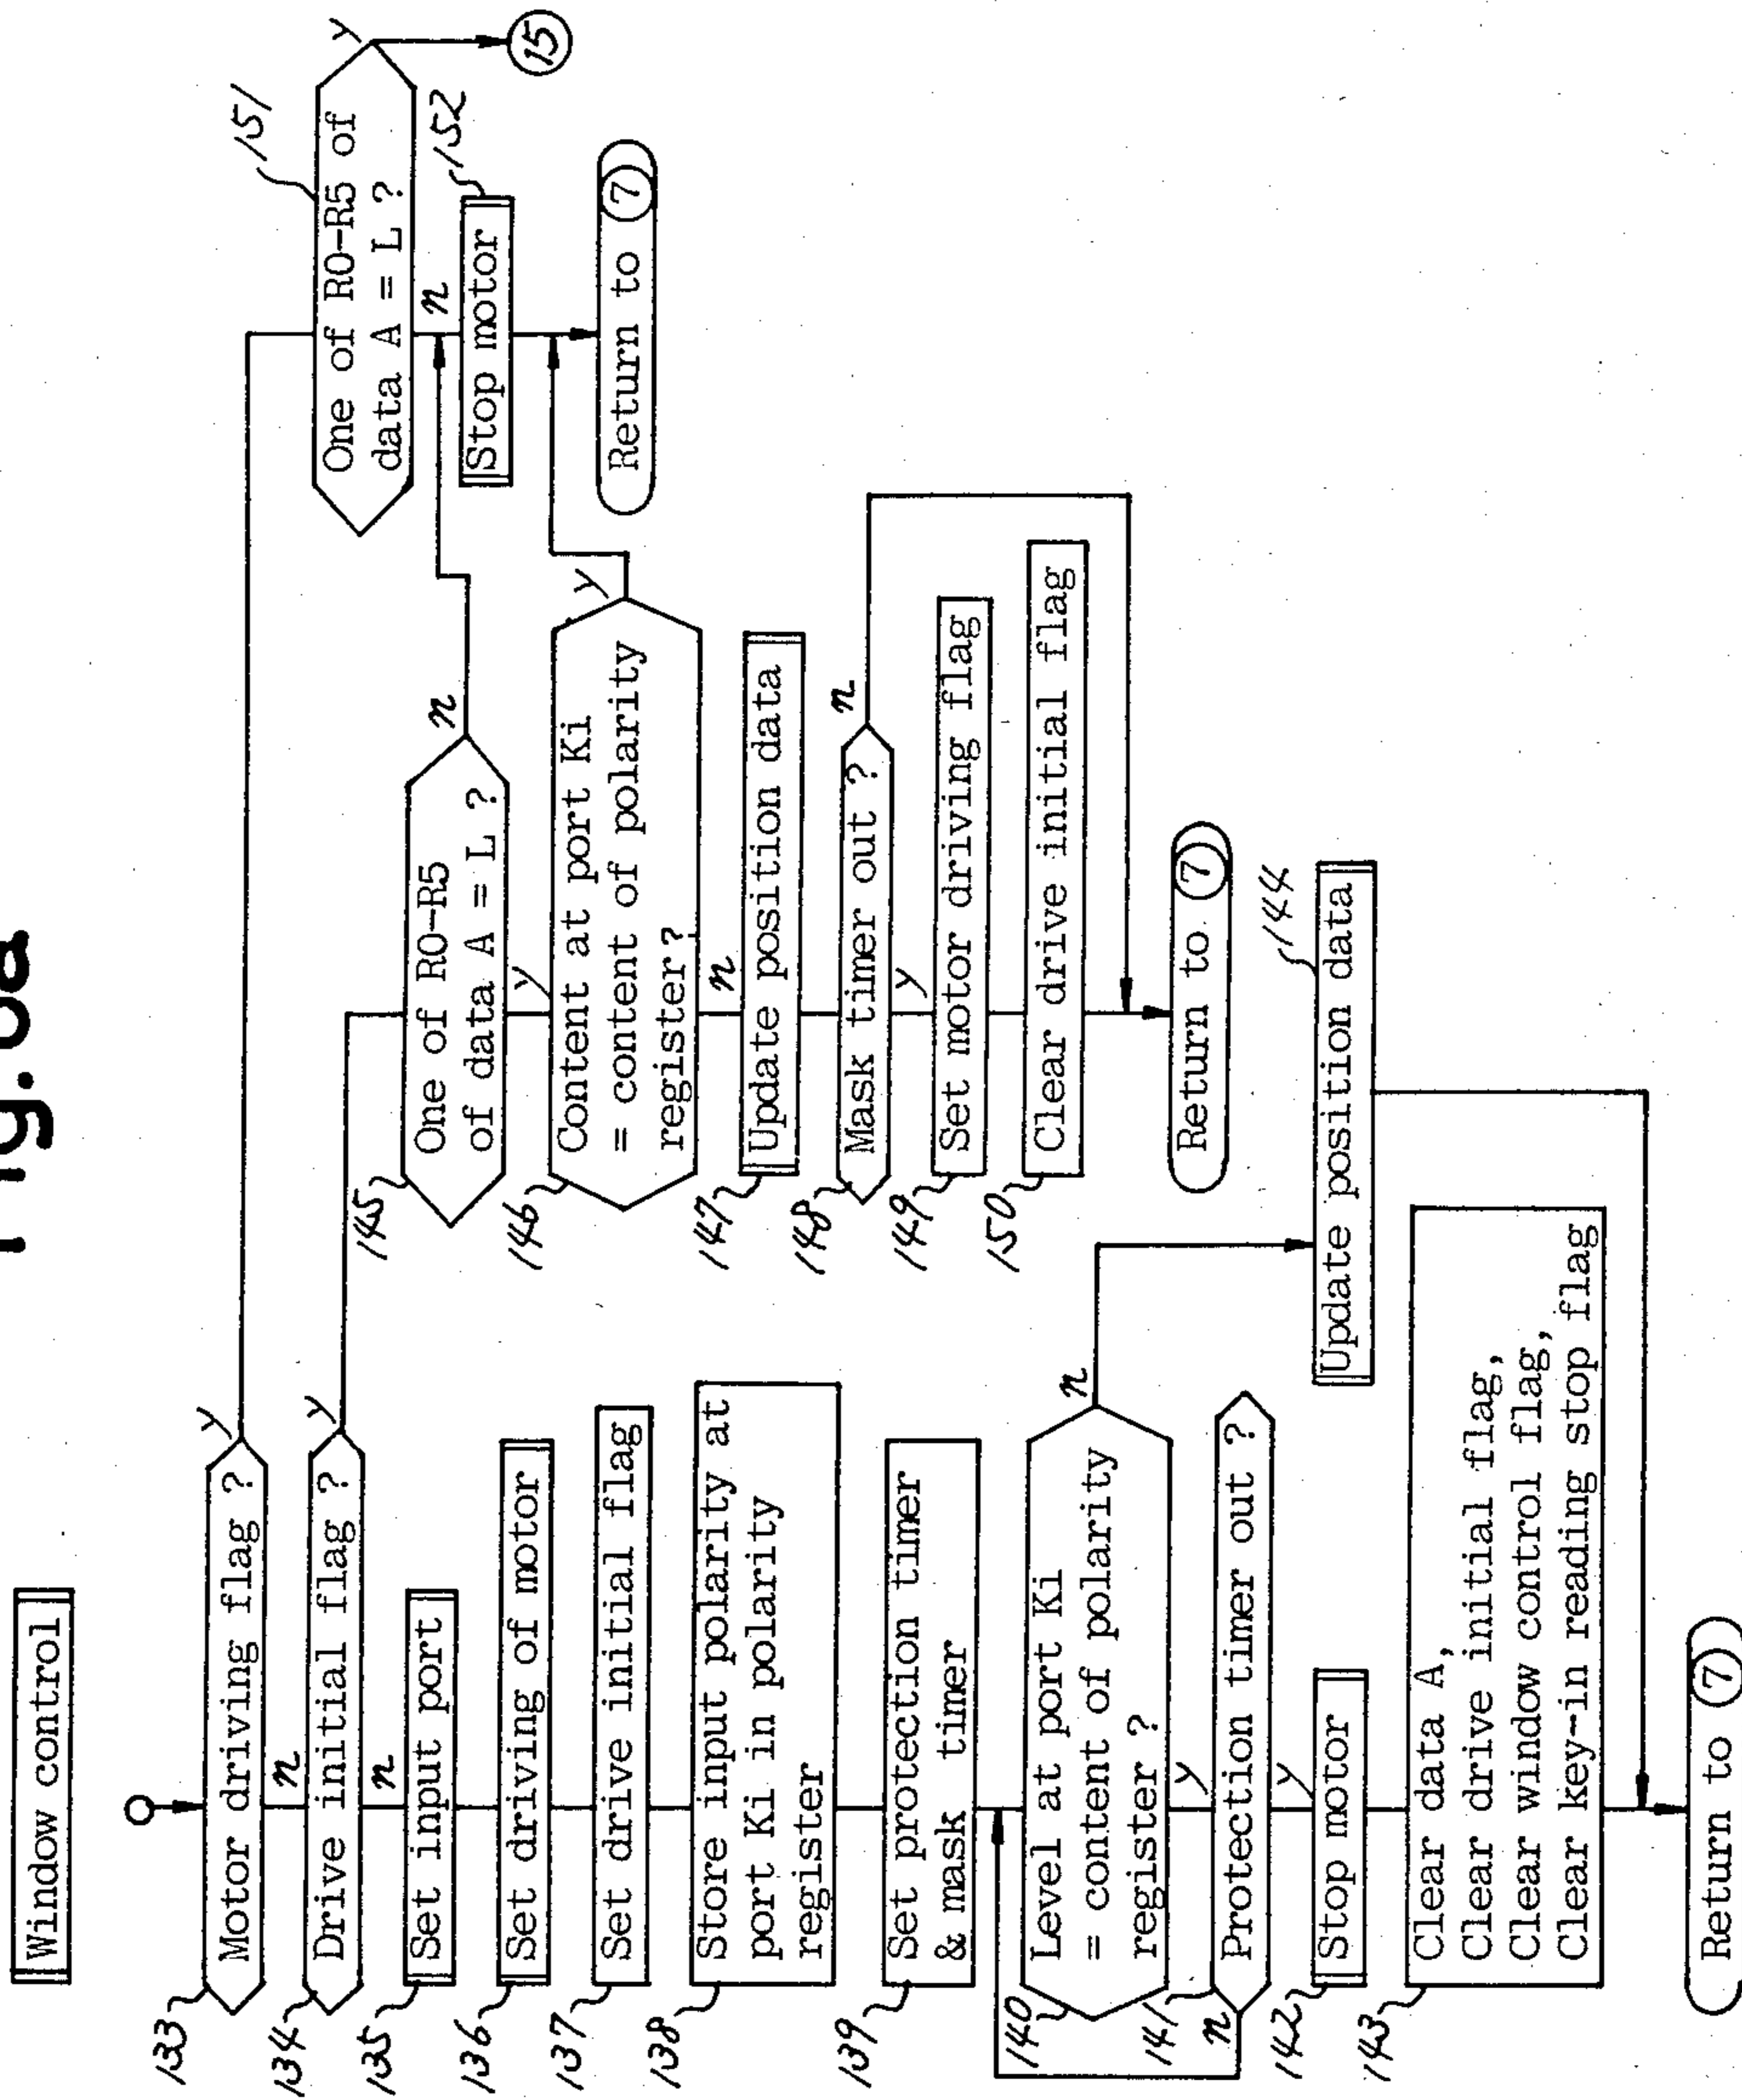 Window control
133
Motor driving flag ?
y
n
134
Drive initial flag ?
y
n
135
Set input port
136
Set driving of motor
137
Set drive initial flag
138
Store input polarity at
port Ki in polarity
register
139
Set protection timer
& mask timer
140
Level at port Ki
= content of polarity
register ?
n
y
141
Protection timer out ?
n
y
142
Stop motor
143
Clear data A,
Clear drive initial flag,
Clear window control flag,
Clear key-in reading stop flag
Return to 7
144
Update position data
145
One of R0-R5
of data A = L ?
n
y
146
Content at port Ki
= content of polarity
register?
y
n
147
Update position data
148
Mask timer out ?
n
y
149
Set motor driving flag
150
Clear drive initial flag
Return to 7
151
One of R0-R5 of
data A = L ?
y
15
n
152
Stop motor
Return to 7